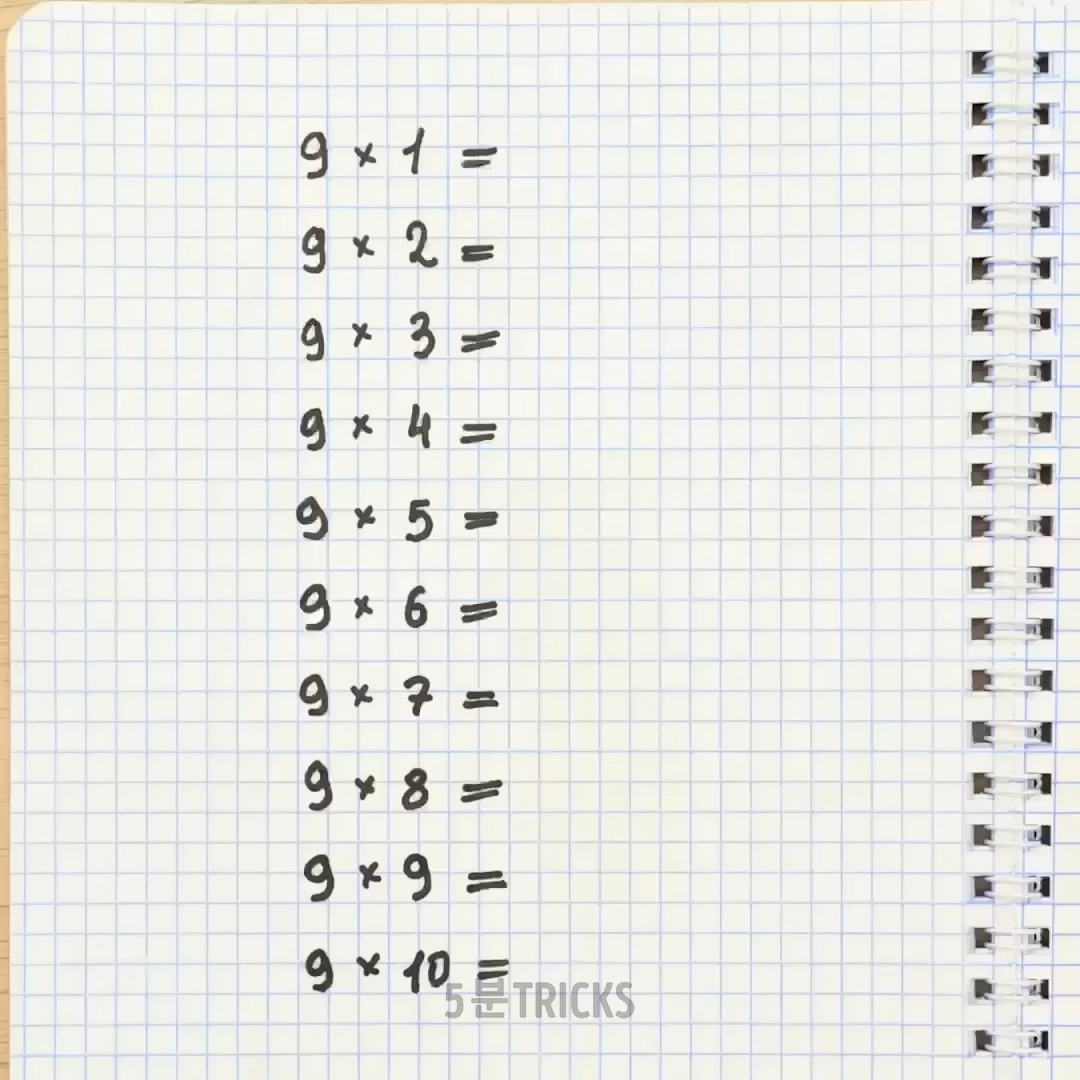 9 × 1 =
9 × 2 =
9 × 3 =
9 × 4 =
9 × 5 =
9 × 6 =
9 × 7 =
9 × 8 =
9 × 9 =
9 × 10 =
5분TRICKS